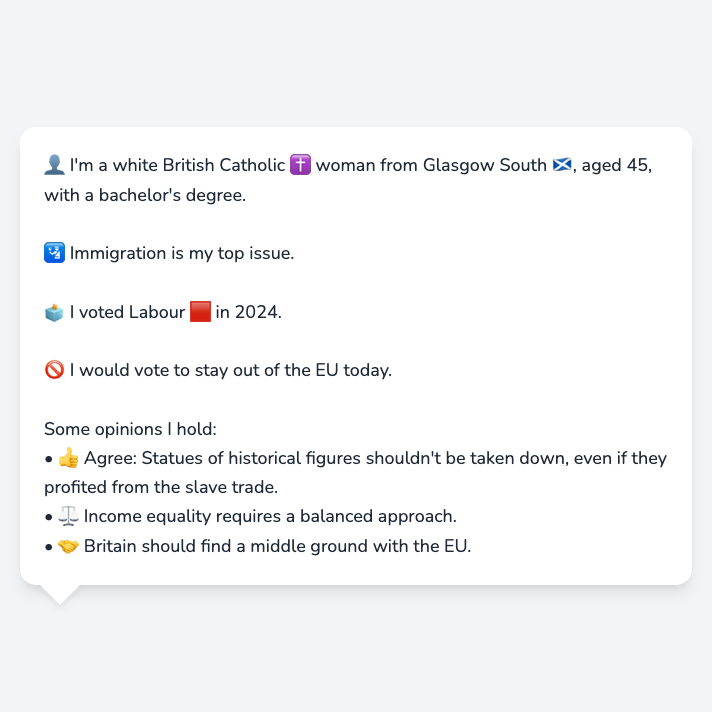 👤 I'm a white British Catholic ✝️ woman from Glasgow South 🏴󠁧󠁢󠁳󠁣󠁴󠁿, aged 45,
with a bachelor's degree.
🛂 Immigration is my top issue.
🗳️ I voted Labour 🟥 in 2024.
🚫 I would vote to stay out of the EU today.
Some opinions I hold:
• 👍 Agree: Statues of historical figures shouldn't be taken down, even if they
profited from the slave trade.
• ⚖️ Income equality requires a balanced approach.
• 🤝 Britain should find a middle ground with the EU.